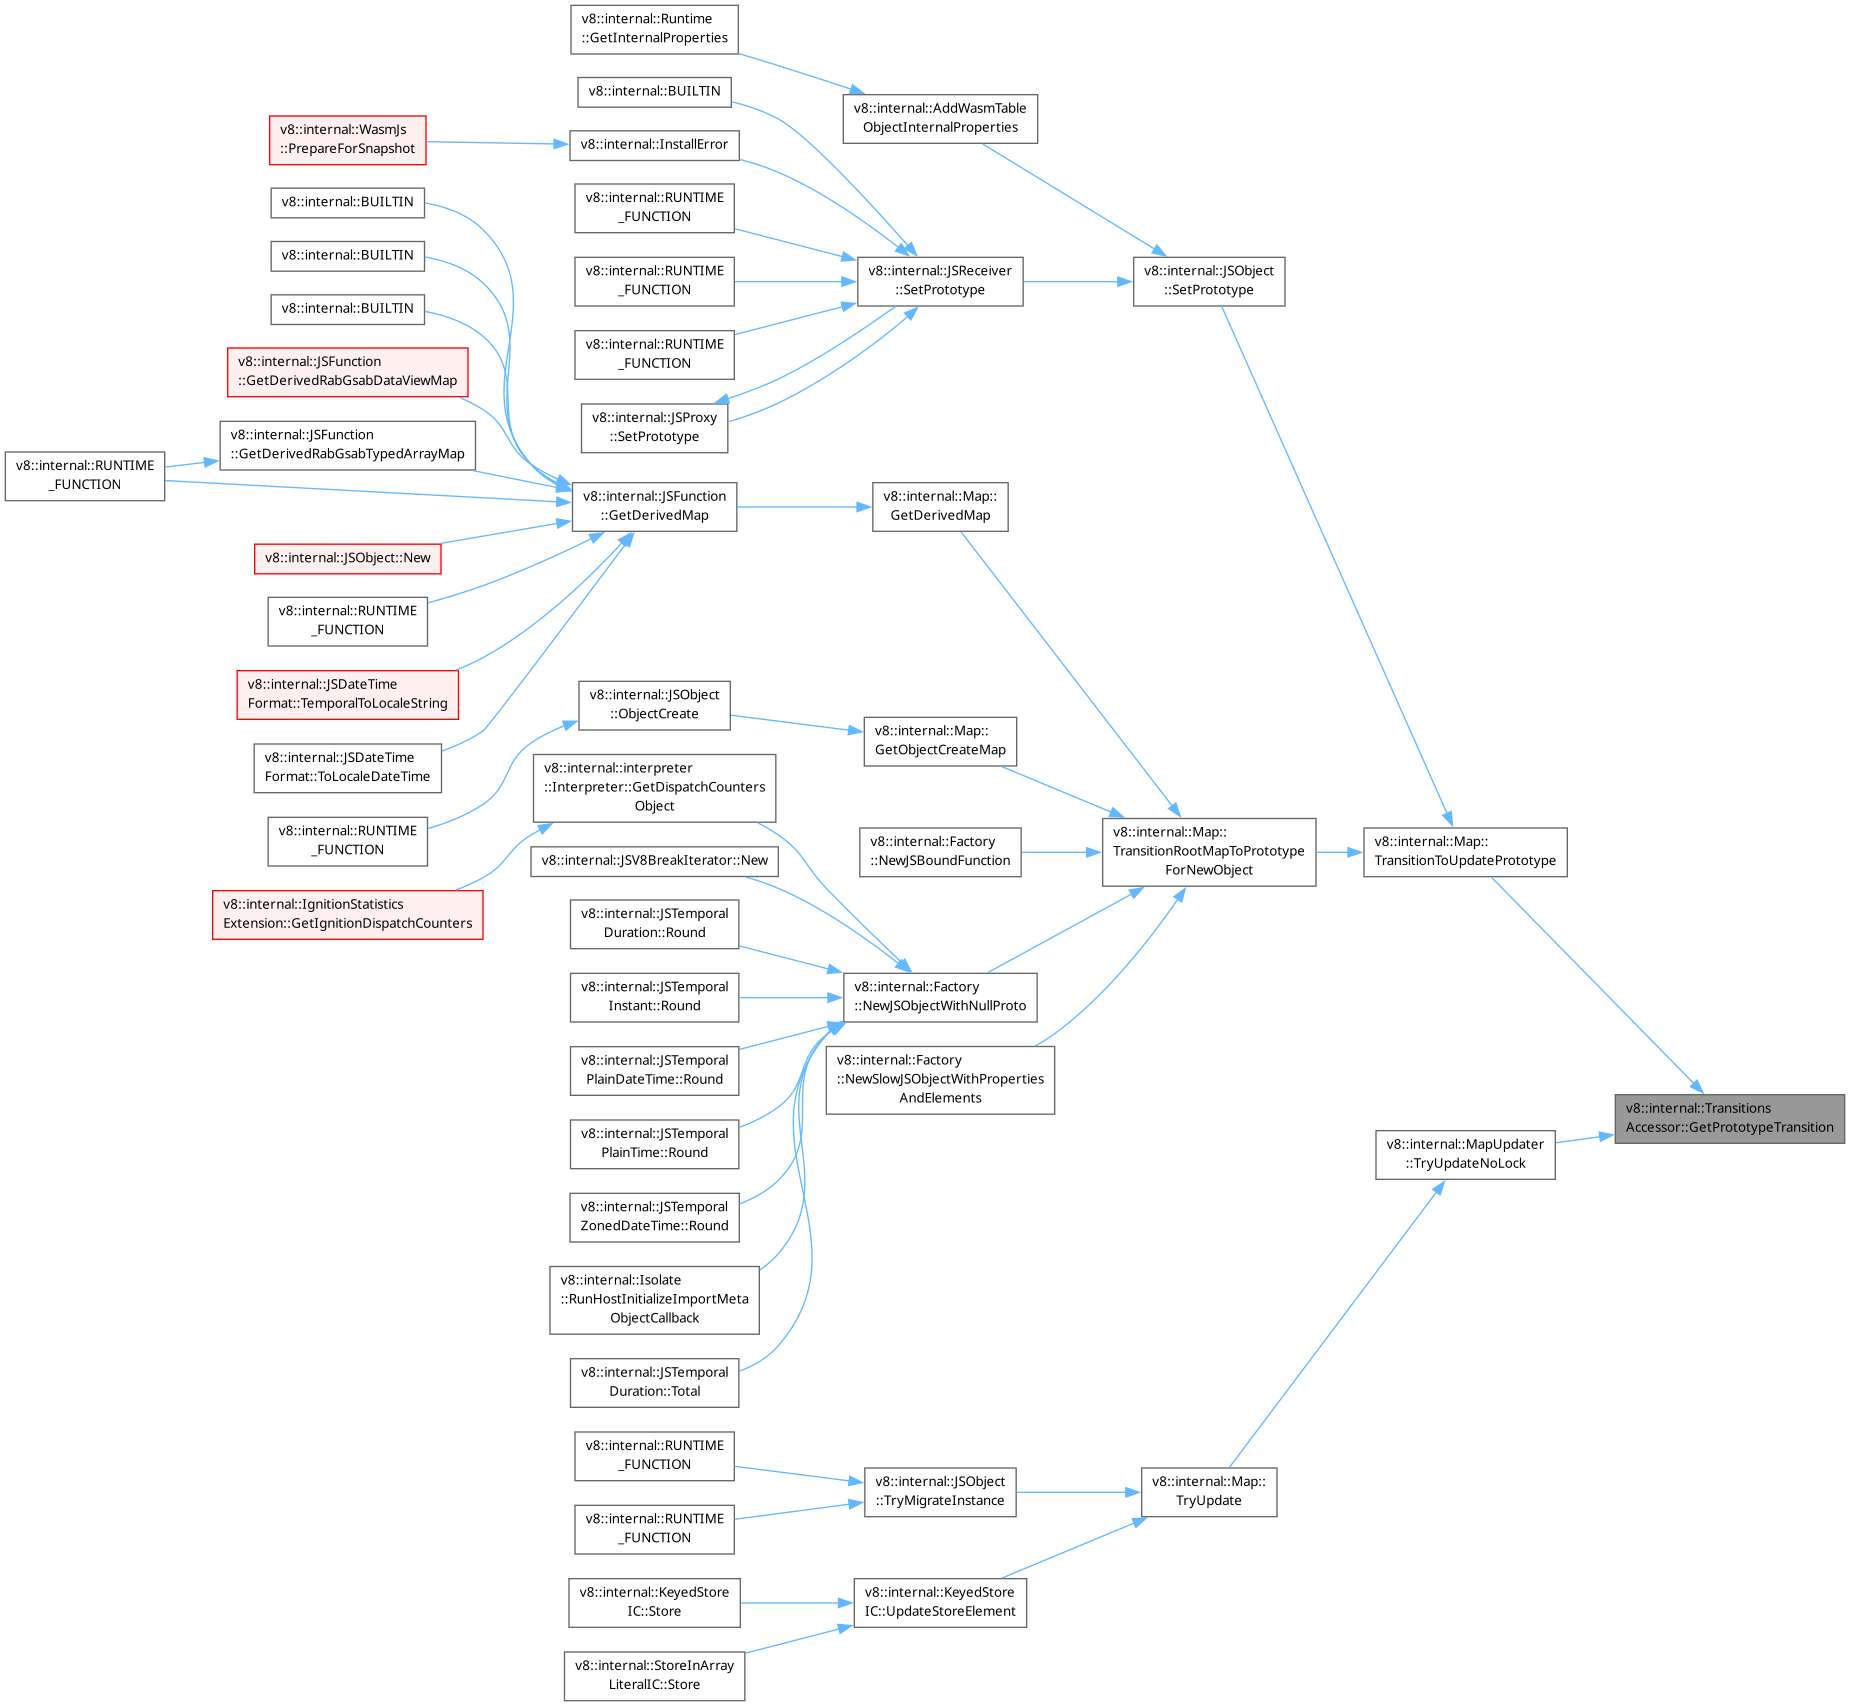 v8::internal::Runtime
::GetInternalProperties
v8::internal::BUILTIN
v8::internal::AddWasmTable
ObjectInternalProperties
v8::internal::WasmJs
::PrepareForSnapshot
v8::internal::InstallError
v8::internal::BUILTIN
v8::internal::RUNTIME
_FUNCTION
v8::internal::BUILTIN
v8::internal::RUNTIME
_FUNCTION
v8::internal::JSReceiver
::SetPrototype
v8::internal::JSObject
::SetPrototype
v8::internal::BUILTIN
v8::internal::RUNTIME
_FUNCTION
v8::internal::JSFunction
::GetDerivedRabGsabDataViewMap
v8::internal::JSProxy
::SetPrototype
v8::internal::JSFunction
::GetDerivedRabGsabTypedArrayMap
v8::internal::RUNTIME
_FUNCTION
v8::internal::JSFunction
::GetDerivedMap
v8::internal::Map::
GetDerivedMap
v8::internal::JSObject::New
v8::internal::RUNTIME
_FUNCTION
v8::internal::JSDateTime
Format::TemporalToLocaleString
v8::internal::JSObject
::ObjectCreate
v8::internal::Map::
GetObjectCreateMap
v8::internal::JSDateTime
Format::ToLocaleDateTime
v8::internal::interpreter
::Interpreter::GetDispatchCounters
Object
v8::internal::RUNTIME
_FUNCTION
v8::internal::Factory
::NewJSBoundFunction
v8::internal::Map::
TransitionRootMapToPrototype
ForNewObject
v8::internal::Map::
TransitionToUpdatePrototype
v8::internal::JSV8BreakIterator::New
v8::internal::IgnitionStatistics
Extension::GetIgnitionDispatchCounters
v8::internal::JSTemporal
Duration::Round
v8::internal::JSTemporal
Instant::Round
v8::internal::Factory
::NewJSObjectWithNullProto
v8::internal::JSTemporal
PlainDateTime::Round
v8::internal::Factory
::NewSlowJSObjectWithProperties
AndElements
v8::internal::Transitions
Accessor::GetPrototypeTransition
v8::internal::JSTemporal
PlainTime::Round
v8::internal::MapUpdater
::TryUpdateNoLock
v8::internal::JSTemporal
ZonedDateTime::Round
v8::internal::Isolate
::RunHostInitializeImportMeta
ObjectCallback
v8::internal::JSTemporal
Duration::Total
v8::internal::RUNTIME
_FUNCTION
v8::internal::JSObject
::TryMigrateInstance
v8::internal::Map::
TryUpdate
v8::internal::RUNTIME
_FUNCTION
v8::internal::KeyedStore
IC::Store
v8::internal::KeyedStore
IC::UpdateStoreElement
v8::internal::StoreInArray
LiteralIC::Store